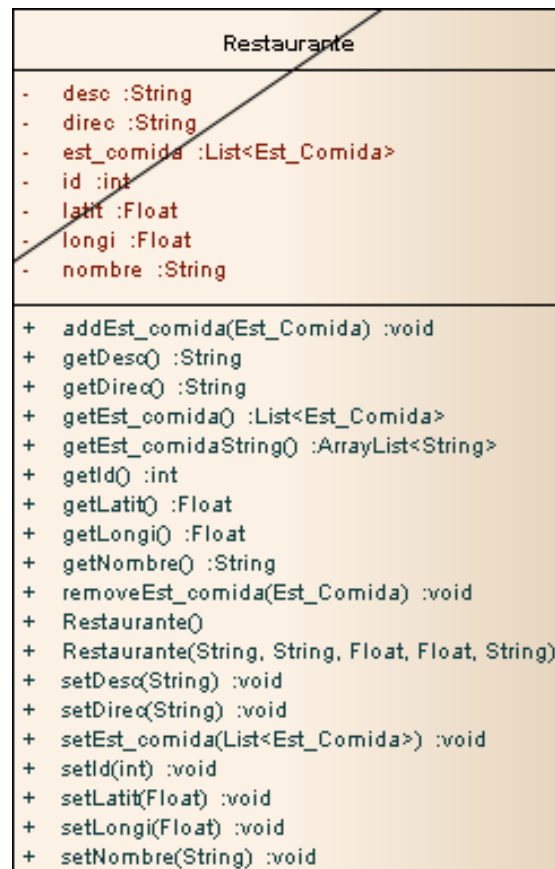 Restaurante
- desc :String
- direc :String
- est_comida :List<Est_Comida>
- id :int
- latit :Float
- longi :Float
- nombre :String
+ addEst_comida(Est_Comida) :void
+ getDesc() :String
+ getDirec() :String
+ getEst_comida() :List<Est_Comida>
+ getEst_comidaString() :ArrayList<String>
+ getId() :int
+ getLatit() :Float
+ getLongi() :Float
+ getNombre() :String
+ removeEst_comida(Est_Comida) :void
+ Restaurante()
+ Restaurante(String, String, Float, Float, String)
+ setDesc(String) :void
+ setDirec(String) :void
+ setEst_comida(List<Est_Comida>) :void
+ setId(int) :void
+ setLatit(Float) :void
+ setLongi(Float) :void
+ setNombre(String) :void